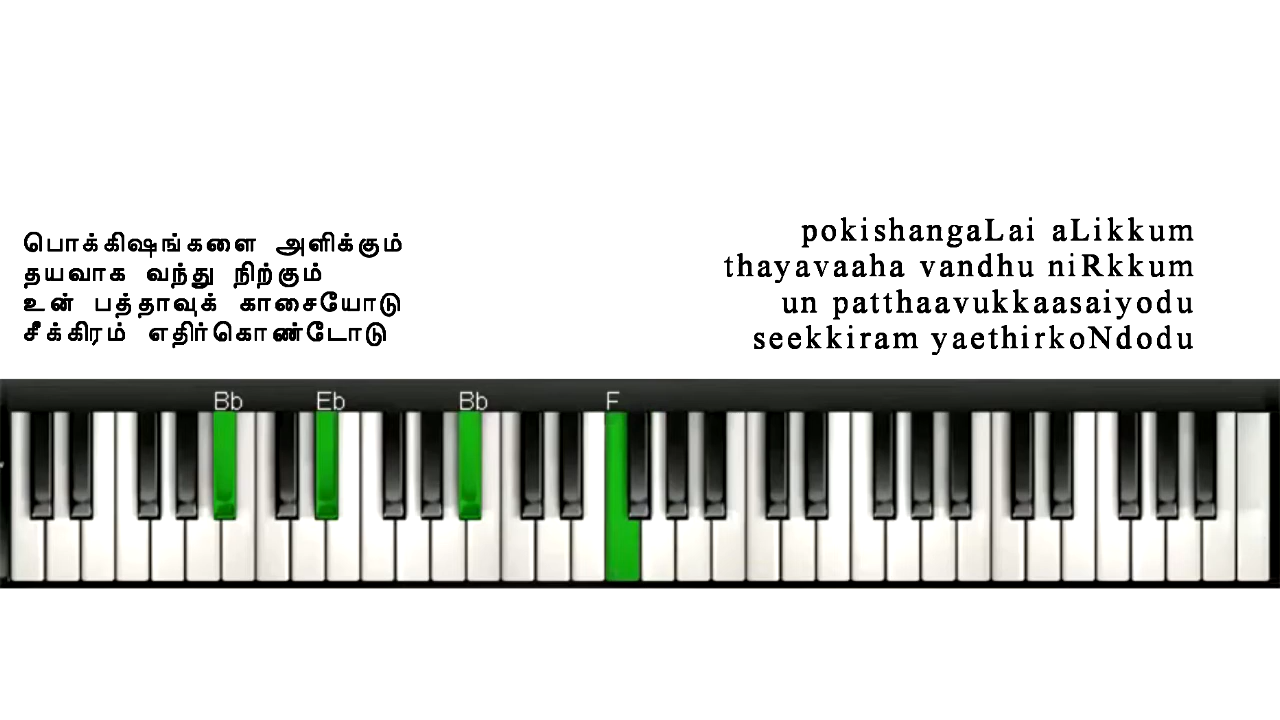 பொக்கிஷங்களை அளிக்கும்
தயவாக வந்து நிற்கும்
உன் பத்தாவுக் காசையோடு
சீக்கிரம் எதிர்கொண்டோடு
pokishangaLai aLikkum
thayavaaha vandhu niRkkum
un patthaavukkaasaiyodu
seekkiram yaethirkoNdodu
Bb Eb Bb F